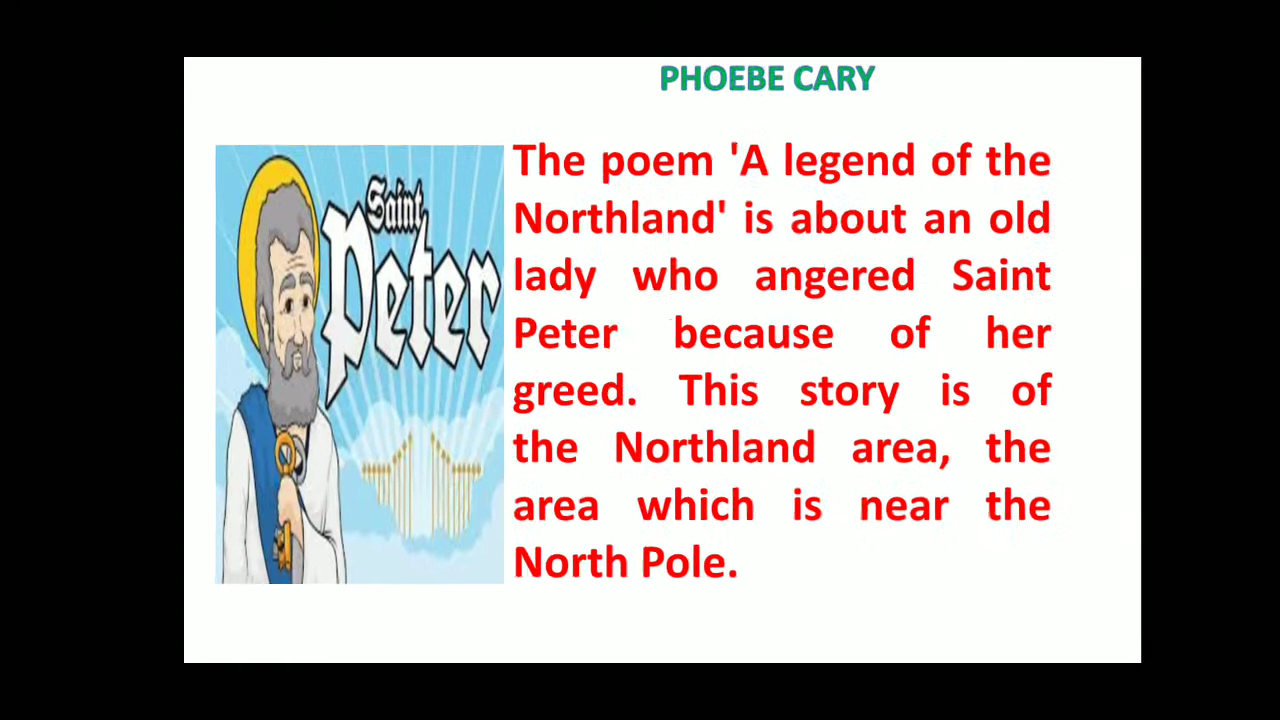 PHOEBE CARY
Saint
Peter
The poem 'A legend of the
Northland' is about an old
lady who angered Saint
Peter because of her
greed. This story is of
the Northland area, the
area which is near the
North Pole.